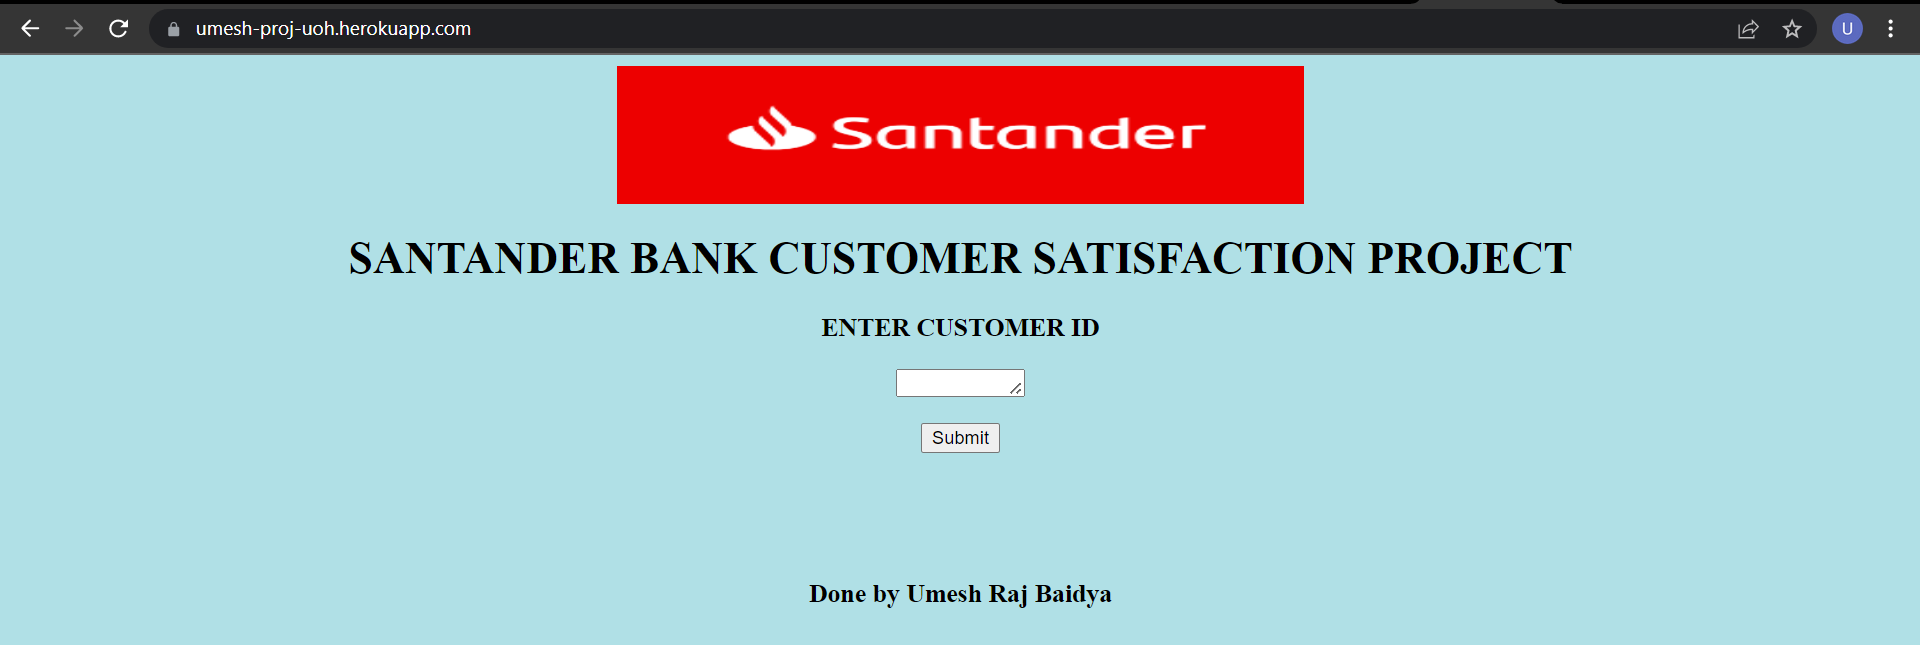 umesh-proj-uoh.herokuapp.com
U
Santander
SANTANDER BANK CUSTOMER SATISFACTION PROJECT
ENTER CUSTOMER ID
Submit
Done by Umesh Raj Baidya